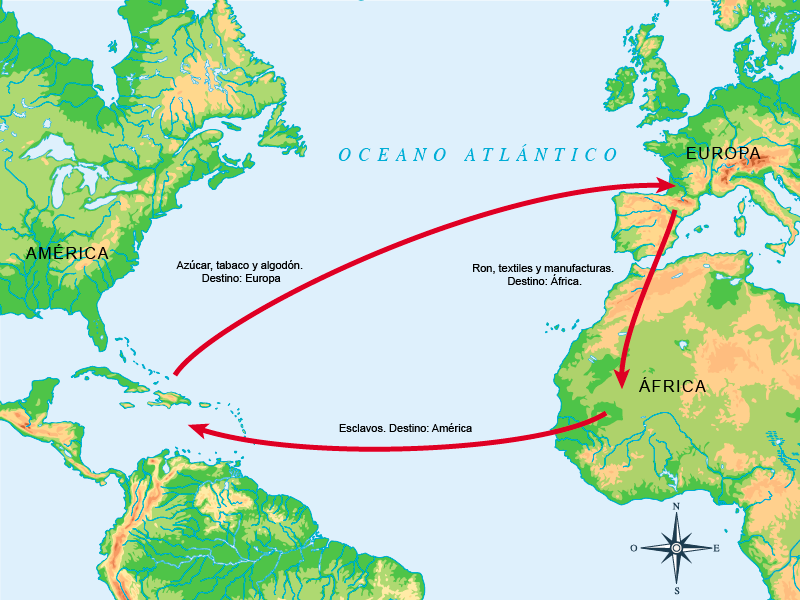 OCEANO ATLÁNTICO
EUROPA
AMÉRICA
Azúcar, tabaco y algodón.
Destino: Europa
Ron, textiles y manufacturas.
Destino: África.
ÁFRICA
Esclavos. Destino: América
N
O
E
S